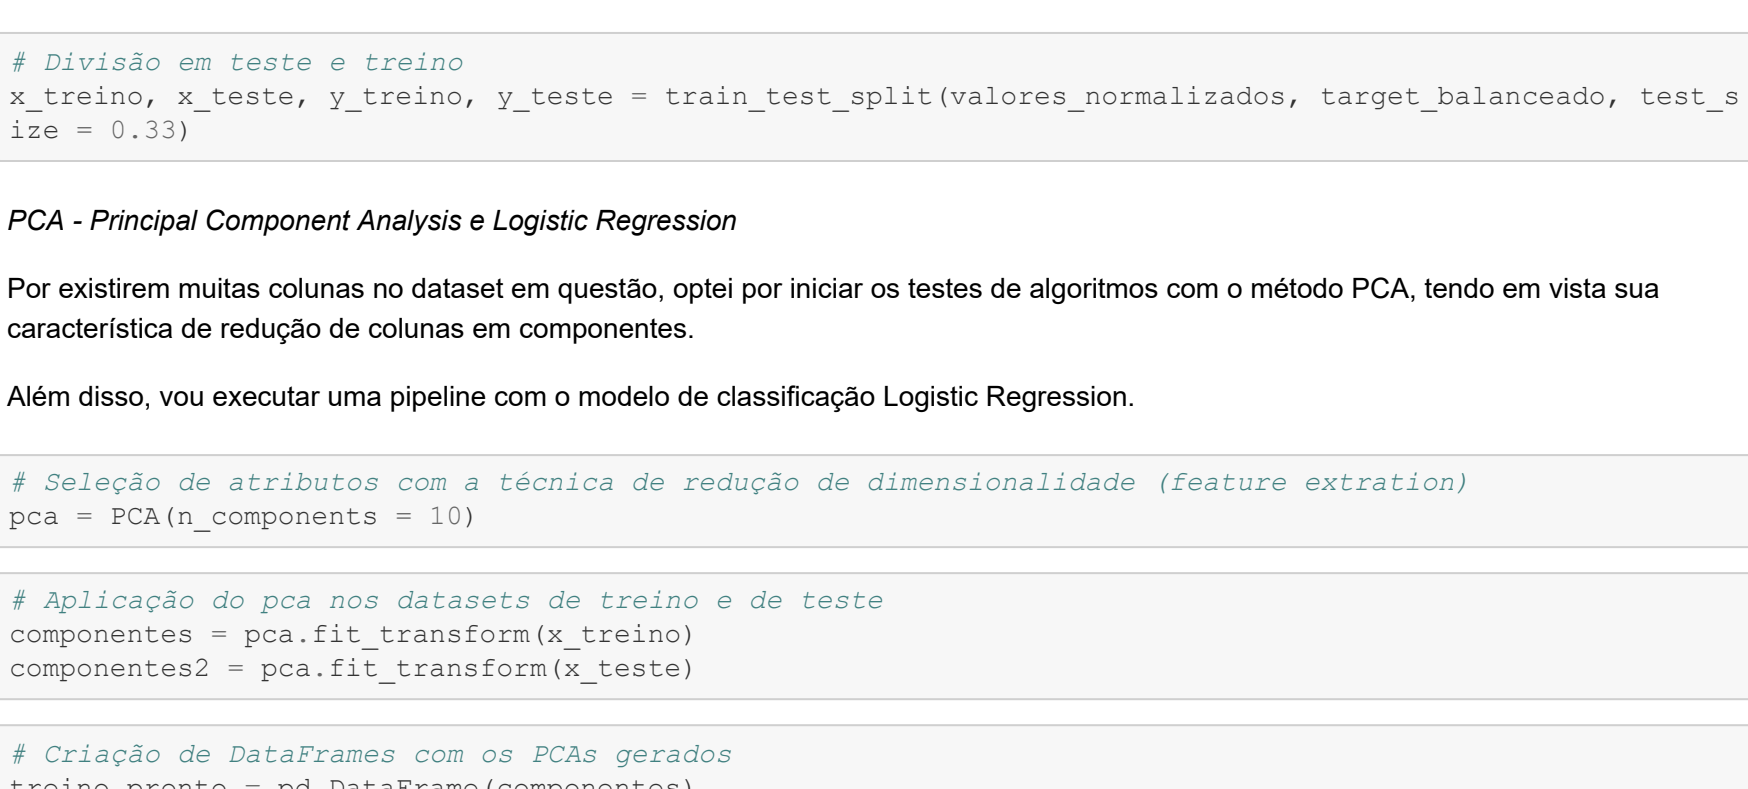 # Divisão em teste e treino
x_treino, x_teste, y_treino, y_teste = train_test_split(valores_normalizados, target_balanceado, test_s
ize = 0.33)
PCA - Principal Component Analysis e Logistic Regression
Por existirem muitas colunas no dataset em questão, optei por iniciar os testes de algoritmos com o método PCA, tendo em vista sua
característica de redução de colunas em componentes.
Além disso, vou executar uma pipeline com o modelo de classificação Logistic Regression.
# Seleção de atributos com a técnica de redução de dimensionalidade (feature extration)
pca = PCA(n_components = 10)
# Aplicação do pca nos datasets de treino e de teste
componentes = pca.fit_transform(x_treino)
componentes2 = pca.fit_transform(x_teste)
# Criação de DataFrames com os PCAs gerados
treino_pronto = pd.DataFrame(componentes)